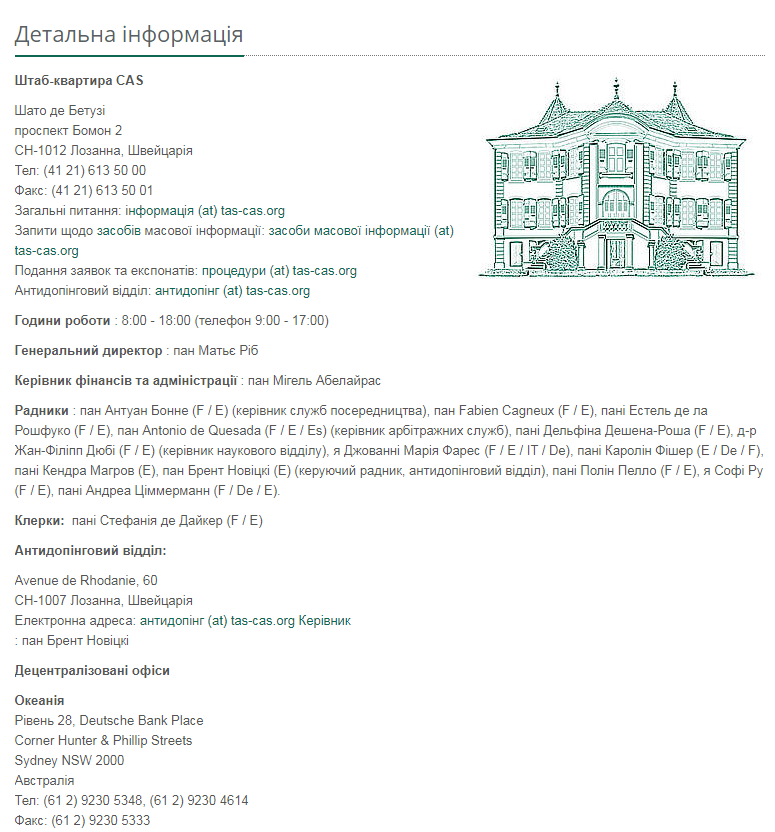 Детальна інформація
Штаб-квартира CAS
Шато де Бетузі
проспект Бомон 2
CH-1012 Лозанна, Швейцарія
Тел: (41 21) 613 50 00
Факс: (41 21) 613 50 01
Загальні питання: інформація (at) tas-cas.org
Запити щодо засобів масової інформації: засоби масової інформації (at)
tas-cas.org
Подання заявок та експонатів: процедури (at) tas-cas.org
Антидопінговий відділ: антидопінг (at) tas-cas.org
Години роботи : 8:00 - 18:00 (телефон 9:00 - 17:00)
Генеральний директор : пан Матьє Ріб
Керівник фінансів та адміністрації : пан Мігель Абелайрас
Радники : пан Антуан Бонне (F / E) (керівник служб посередництва), пан Fabien Cagneux (F / E), пані Естель де ла
Рошфуко (F / E), пан Antonio de Quesada (F / E / Es) (керівник арбітражних служб), пані Дельфіна Дешена-Роша (F / E), д-р
Жан-Філіпп Дюбі (F / E) (керівник наукового відділу), я Джованні Марія Фарес (F / E / IT / De), пані Каролін Фішер (E / De / F),
пані Кендра Магров (E), пан Брент Новіцкі (E) (керуючий радник, антидопінговий відділ), пані Полін Пелло (F / E), я Софі Ру
(F / E), пані Андреа Ціммерманн (F / De / E).
Клерки: пані Стефанія де Дайкер (F / E)
Антидопінговий відділ:
Avenue de Rhodanie, 60
CH-1007 Лозанна, Швейцарія
Електронна адреса: антидопінг (at) tas-cas.org Керівник
: пан Брент Новіцкі
Децентралізовані офіси
Океанія
Рівень 28, Deutsche Bank Place
Corner Hunter & Phillip Streets
Sydney NSW 2000
Австралія
Тел: (61 2) 9230 5348, (61 2) 9230 4614
Факс: (61 2) 9230 5333